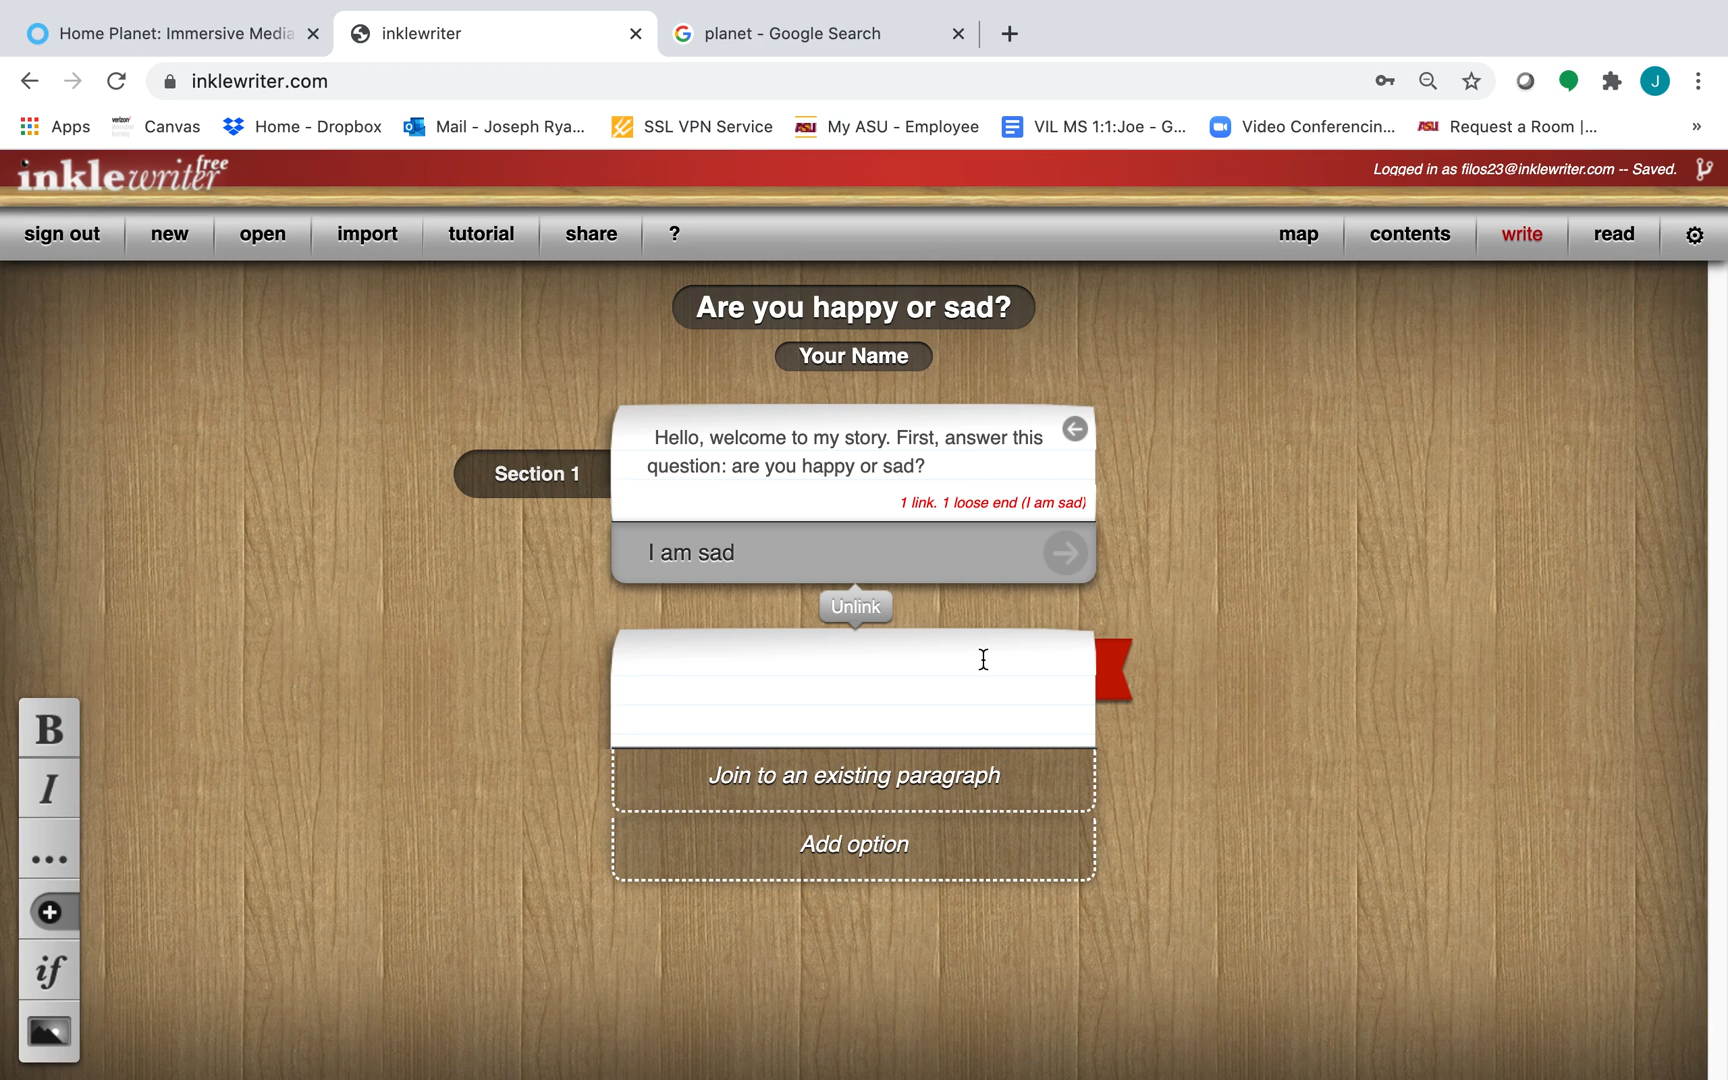 Home Planet: Immersive Media
inklewriter
planet - Google Search
inklewriter.com
J
Apps
verizon
Canvas
Home - Dropbox
Mail - Joseph Rya...
SSL VPN Service
ASU
My ASU - Employee
VIL MS 1:1:Joe - G...
Video Conferencin...
ASU
Request a Room |...
»
inklewriter free
Logged in as filos23@inklewriter.com -- Saved.
sign out
new
open
import
tutorial
share
?
map
contents
write
read
Are you happy or sad?
Your Name
Hello, welcome to my story. First, answer this
question: are you happy or sad?
Section 1
1 link. 1 loose end (I am sad)
I am sad
Unlink
Join to an existing paragraph
Add option
B
I
...
if